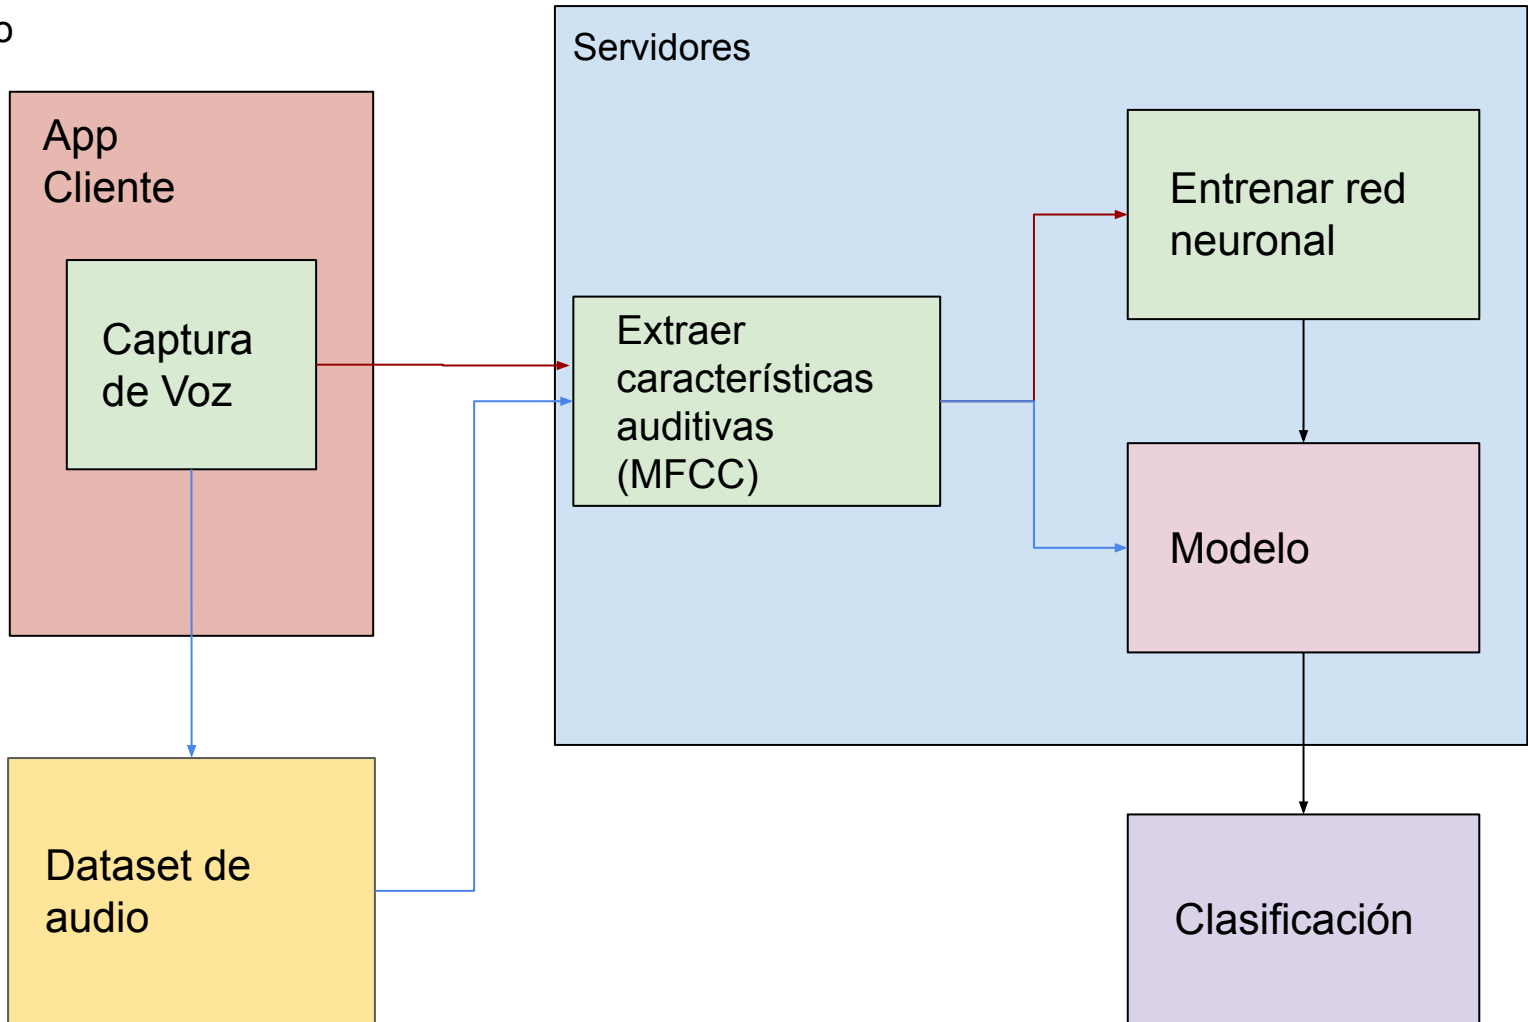 Servidores
App
Cliente
Captura
de Voz
Extraer
características
auditivas
(MFCC)
Entrenar red
neuronal
Modelo
Dataset de
audio
Clasificación